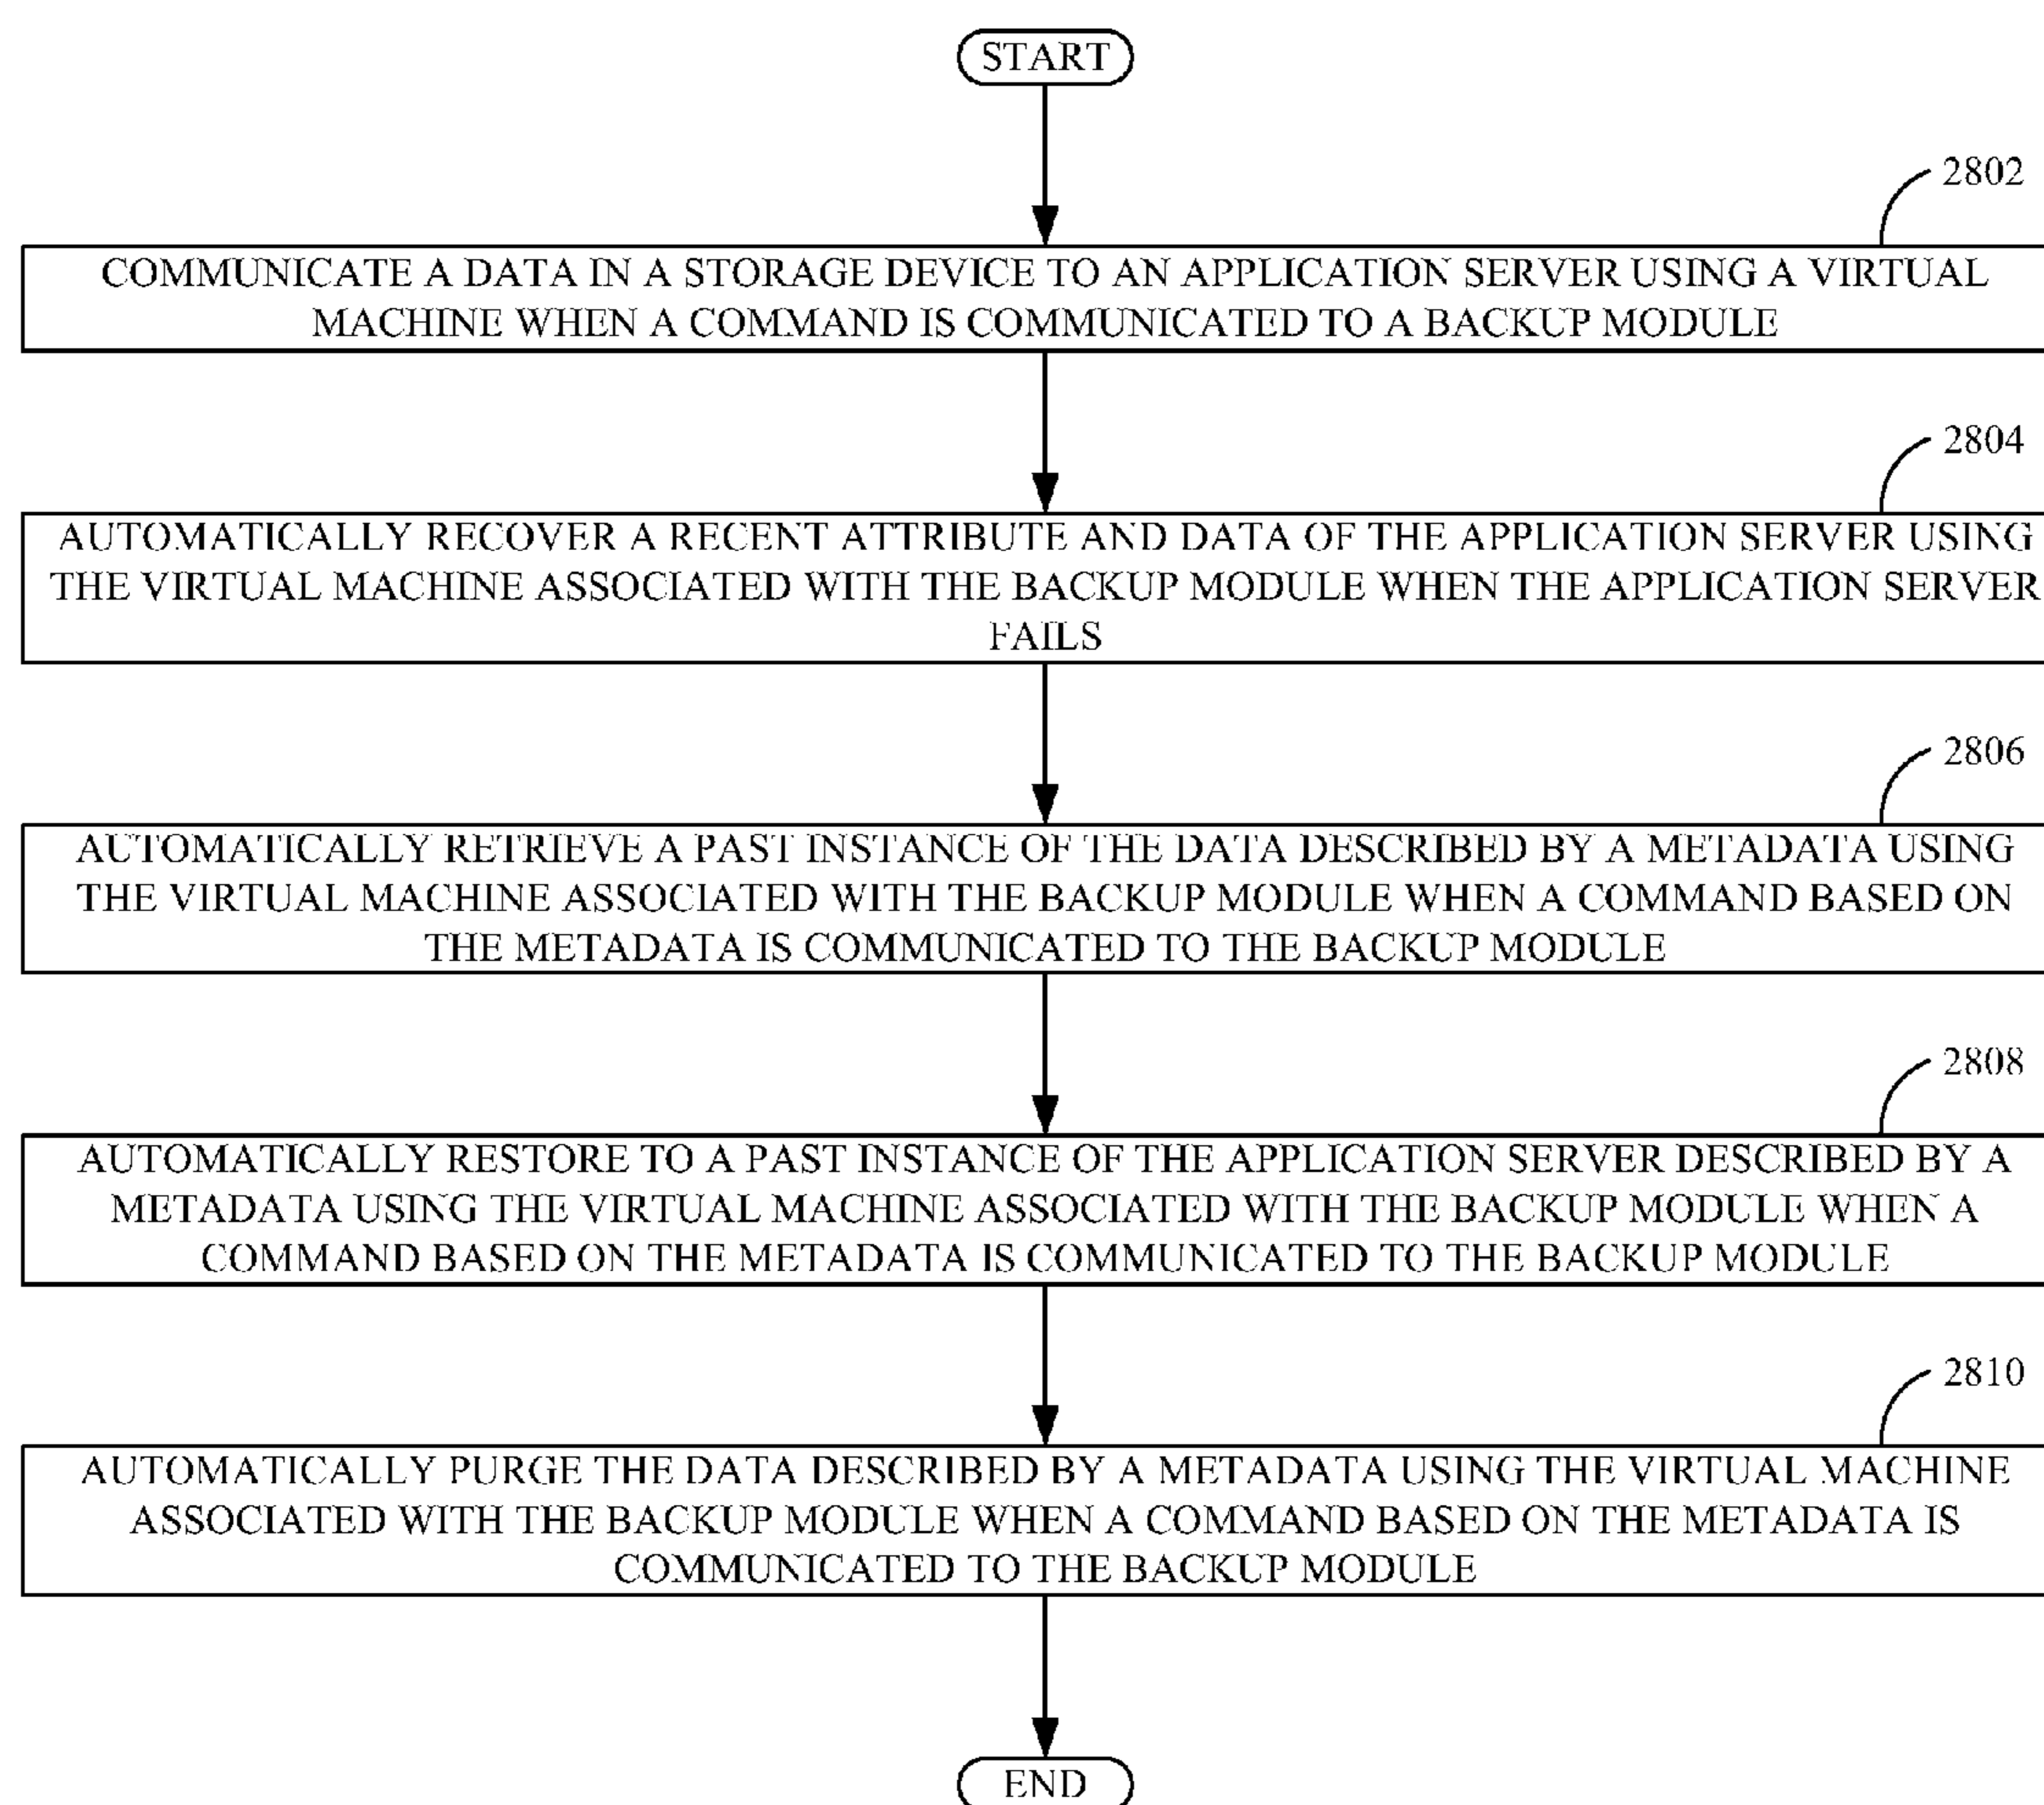 START
2802
COMMUNICATE A DATA IN A STORAGE DEVICE TO AN APPLICATION SERVER USING A VIRTUAL
MACHINE WHEN A COMMAND IS COMMUNICATED TO A BACKUP MODULE
2804
AUTOMATICALLY RECOVER A RECENT ATTRIBUTE AND DATA OF THE APPLICATION SERVER USING
THE VIRTUAL MACHINE ASSOCIATED WITH THE BACKUP MODULE WHEN THE APPLICATION SERVER
FAILS
2806
AUTOMATICALLY RETRIEVE A PAST INSTANCE OF THE DATA DESCRIBED BY A METADATA USING
THE VIRTUAL MACHINE ASSOCIATED WITH THE BACKUP MODULE WHEN A COMMAND BASED ON
THE METADATA IS COMMUNICATED TO THE BACKUP MODULE
2808
AUTOMATICALLY RESTORE TO A PAST INSTANCE OF THE APPLICATION SERVER DESCRIBED BY A
METADATA USING THE VIRTUAL MACHINE ASSOCIATED WITH THE BACKUP MODULE WHEN A
COMMAND BASED ON THE METADATA IS COMMUNICATED TO THE BACKUP MODULE
2810
AUTOMATICALLY PURGE THE DATA DESCRIBED BY A METADATA USING THE VIRTUAL MACHINE
ASSOCIATED WITH THE BACKUP MODULE WHEN A COMMAND BASED ON THE METADATA IS
COMMUNICATED TO THE BACKUP MODULE
END